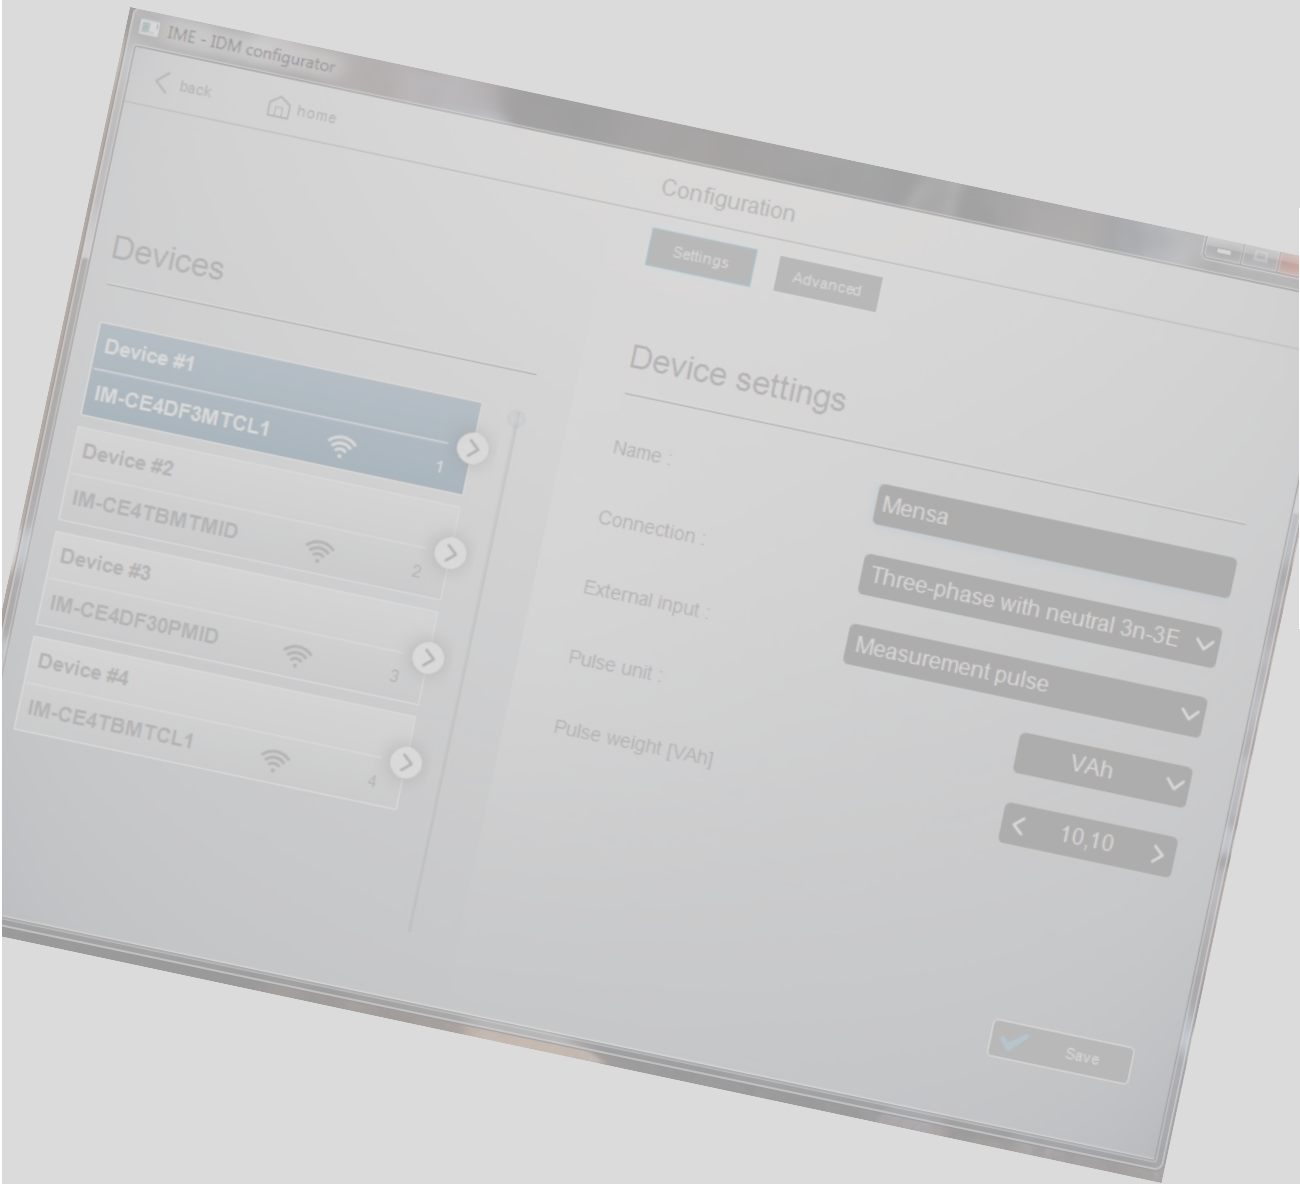 IME - IDM configurator
back
home
Configuration
Settings
Advanced
Devices
Device #1
IM-CE4DF3MTCL1
1
Device #2
IM-CE4TBMTMID
2
Device #3
IM-CE4DF30PMID
3
Device #4
IM-CE4TBMTCL1
4
Device settings
Name :
Mensa
Connection :
Three-phase with neutral 3n-3E
External input :
Measurement pulse
Pulse unit :
VAh
Pulse weight [VAh]
10,10
Save